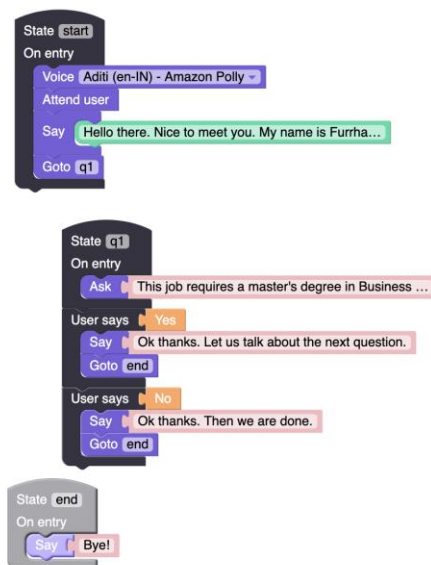 State start
On entry
Voice Aditi (en-IN) - Amazon Polly
Attend user
Say Hello there. Nice to meet you. My name is Furrha...
Goto q1
State q1
On entry
Ask This job requires a master's degree in Business ...
User says Yes
Say Ok thanks. Let us talk about the next question.
Goto end
User says No
Say Ok thanks. Then we are done.
Goto end
State end
On entry
Say Bye!